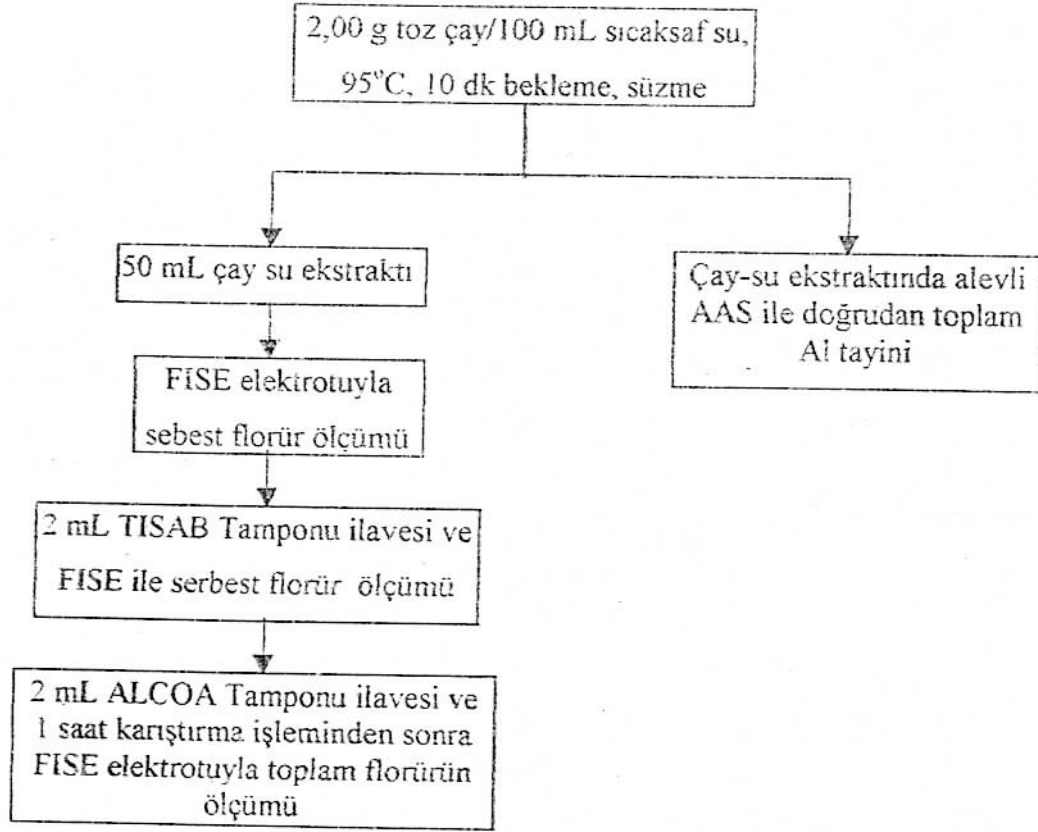 2,00 g toz çay/100 mL sıcaksaf su,
95°C, 10 dk bekleme, süzme
50 mL çay su ekstraktı
Çay-su ekstraktında alevli
AAS ile doğrudan toplam
Al tayini
FİSE elektrotuyla
sebest florür ölçümü
2 mL TISAB Tamponu ilavesi ve
FISE ile serbest florür ölçümü
2 mL ALCOA Tamponu ilavesi ve
1 saat karıştırma işleminden sonra
FISE elektrotuyla toplam florürün
ölçümü